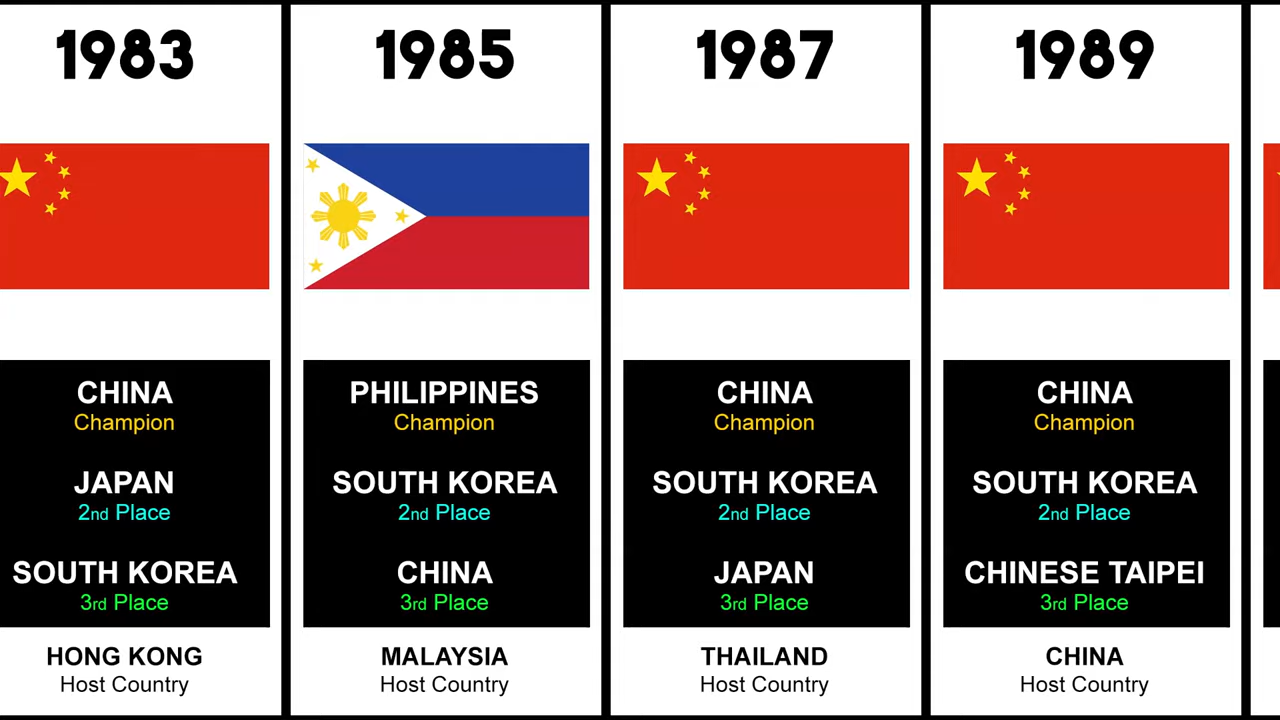 1983
CHINA
Champion
JAPAN
2nd Place
SOUTH KOREA
3rd Place
HONG KONG
Host Country
1985
PHILIPPINES
Champion
SOUTH KOREA
2nd Place
CHINA
3rd Place
MALAYSIA
Host Country
1987
CHINA
Champion
SOUTH KOREA
2nd Place
JAPAN
3rd Place
THAILAND
Host Country
1989
CHINA
Champion
SOUTH KOREA
2nd Place
CHINESE TAIPEI
3rd Place
CHINA
Host Country